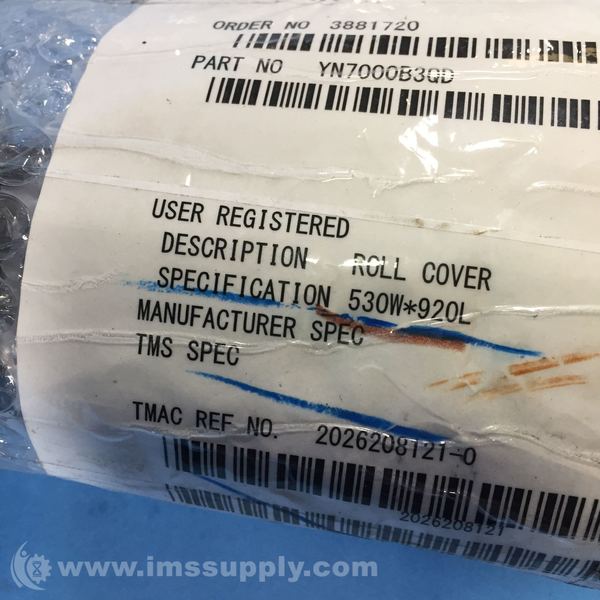 ORDER NO 3881720
PART NO YN7000B3QD
USER REGISTERED
DESCRIPTION ROLL COVER
SPECIFICATION 530W*920L
MANUFACTURER SPEC
TMS SPEC
TMAC REF NO. 2026208121-0
2026208121-
www.imssupply.com